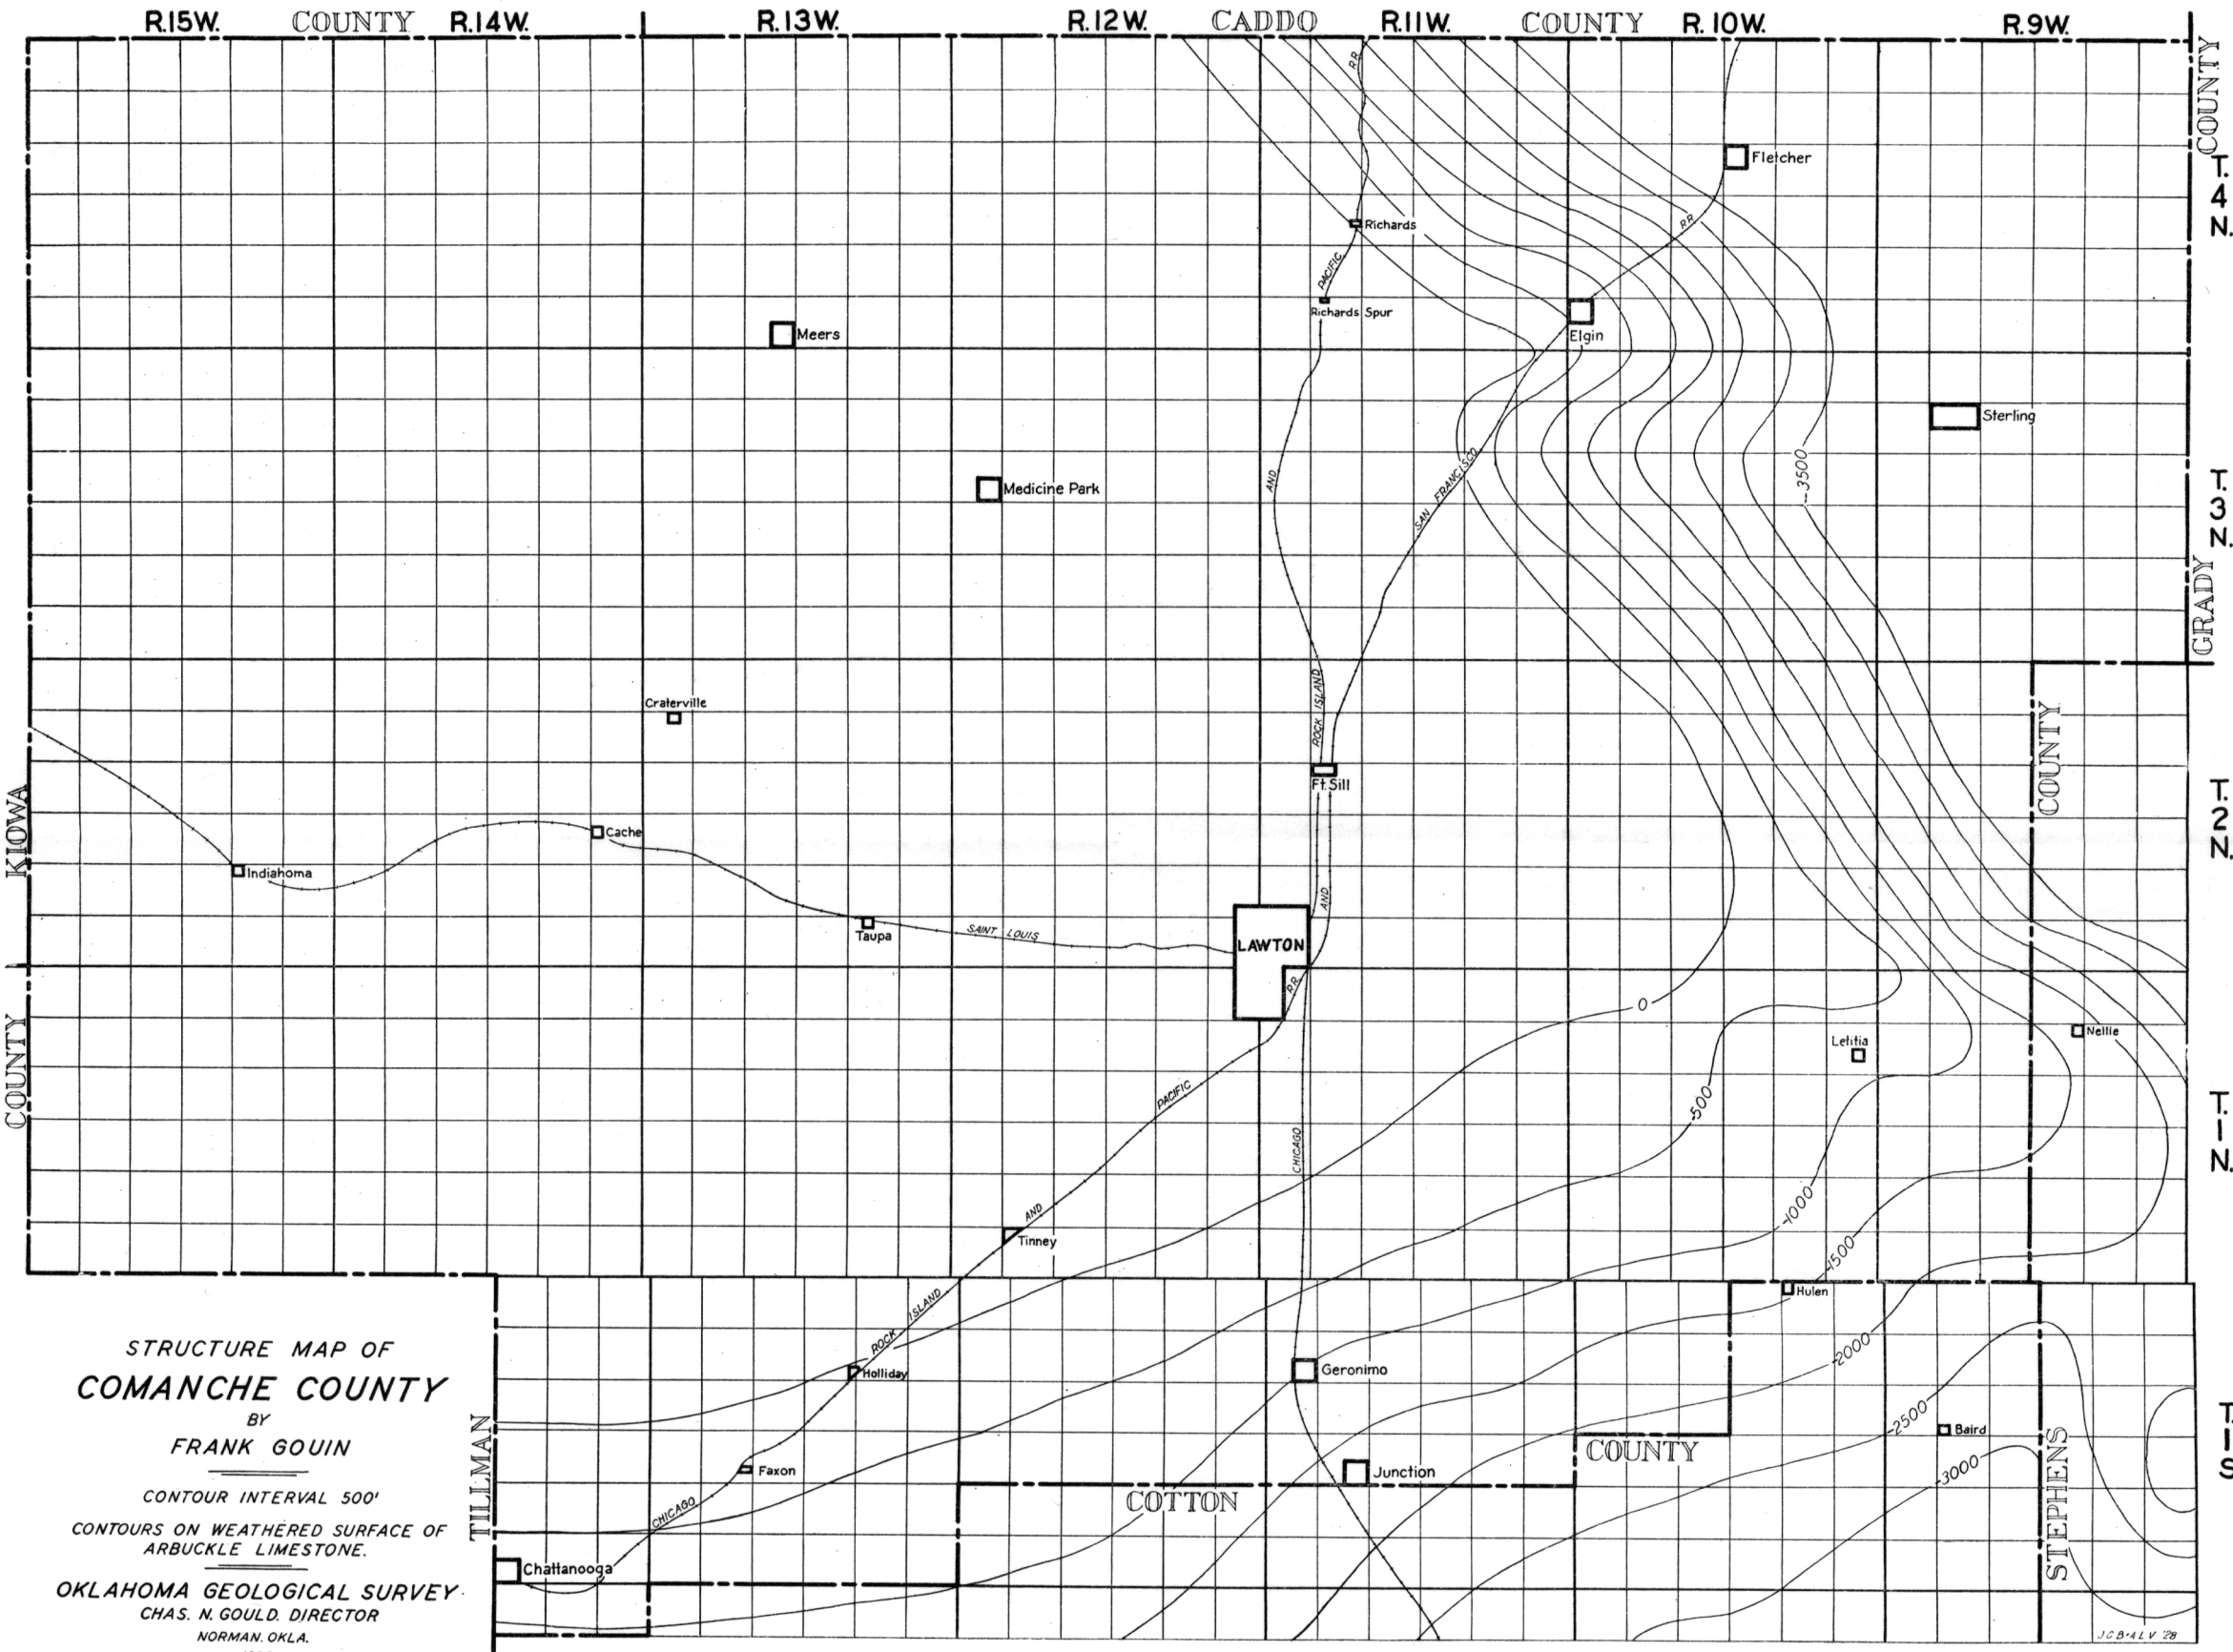 R.15W. COUNTY R.14W. R.13W. R.12W. CADDO R.11W. COUNTY R.10W. R.9W.
COUNTY
T.
4
N.
RR
Fletcher
Richards
RR
PACIFIC
Richards Spur
Meers
Elgin
Sterling
-3500
T.
3
N.
Medicine Park
AND
SAN FRANCISCO
GRADY
Craterville
ROCK ISLAND
COUNTY
Ft. Sill
T.
2
N.
KIOWA
Cache
Indiahoma
AND
Taupa
SAINT LOUIS
LAWTON
RR
0
Nellie
Letitia
COUNTY
PACIFIC
-500
T.
1
N.
CHICAGO
-1000
AND
Tinney
-1500
Hulen
ROCK ISLAND
-2000
Holliday
Geronimo
-2500
Baird
T.
1
S
TILLMAN
Faxon
Junction
COUNTY
-3000
STEPHENS
CHICAGO
COTTON
Chattanooga
STRUCTURE MAP OF
COMANCHE COUNTY
BY
FRANK GOUIN
CONTOUR INTERVAL 500'
CONTOURS ON WEATHERED SURFACE OF
ARBUCKLE LIMESTONE.
OKLAHOMA GEOLOGICAL SURVEY
CHAS. N. GOULD. DIRECTOR
NORMAN. OKLA.
J C B + A L V '28